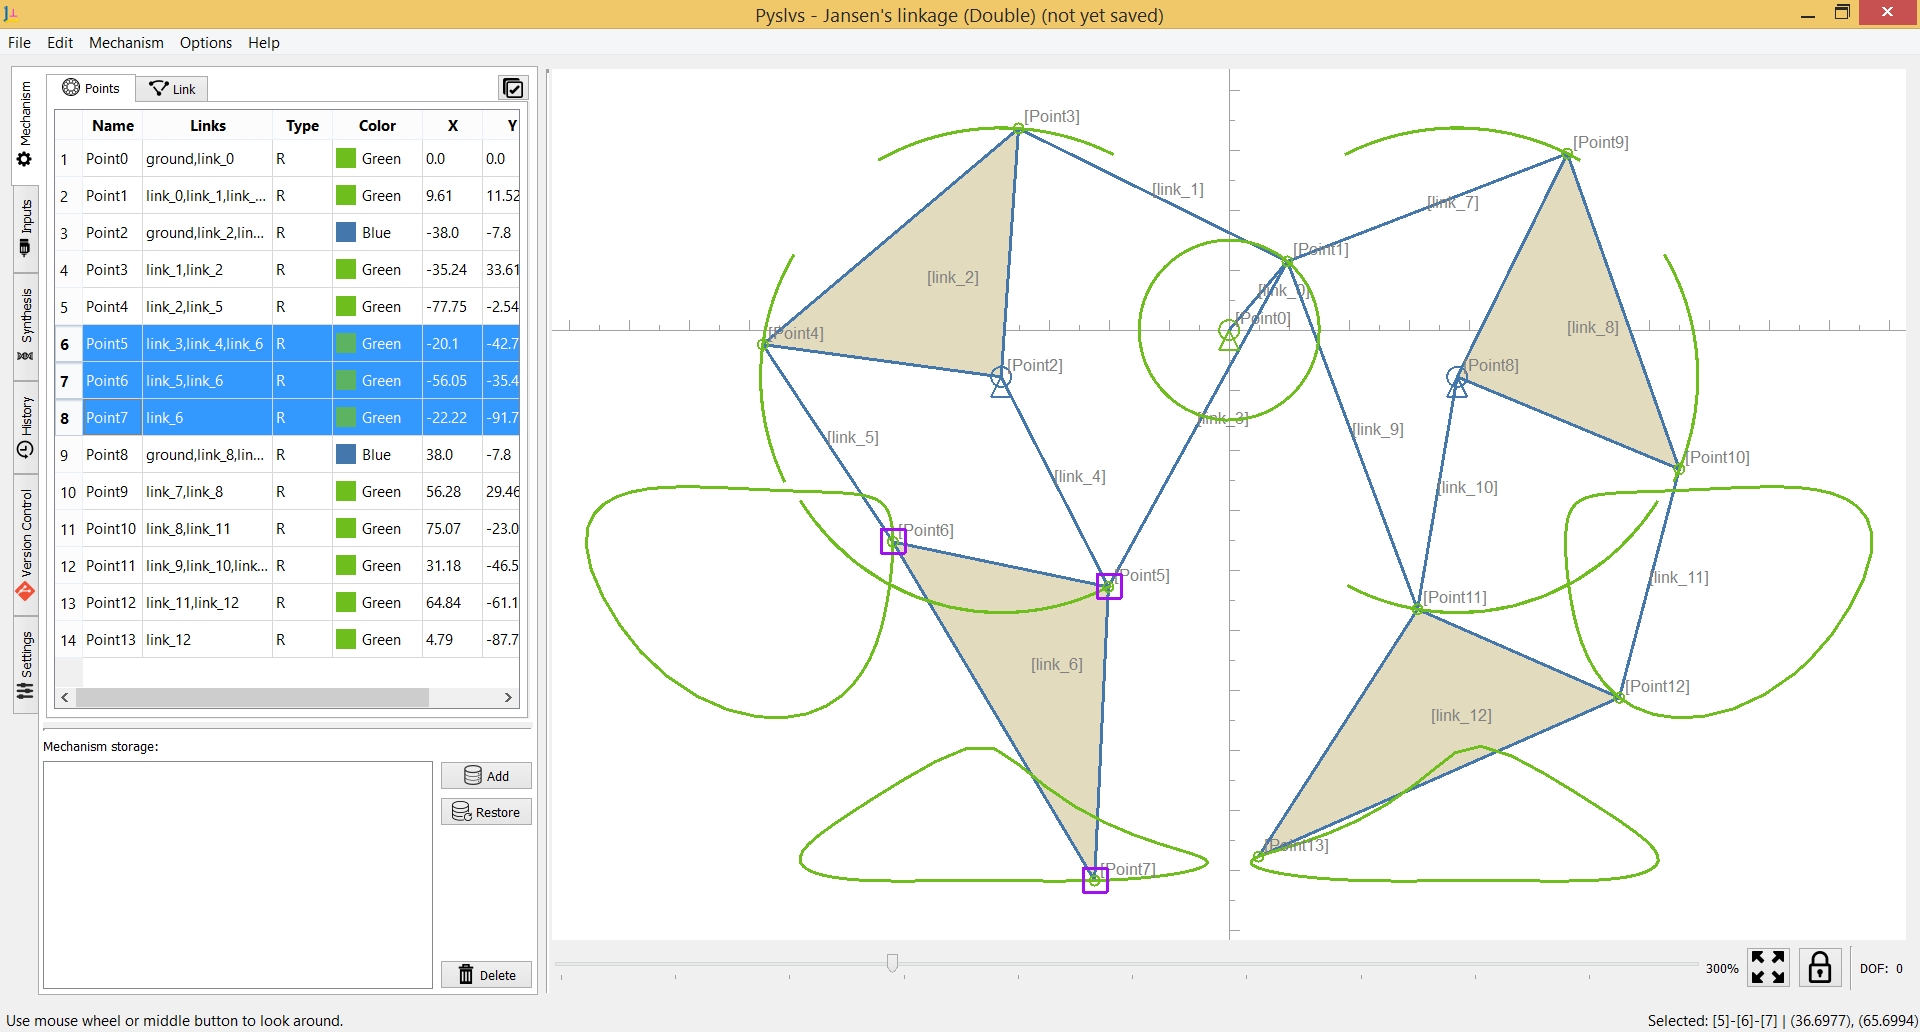 Pyslvs - Jansen's linkage (Double) (not yet saved)
File Edit Mechanism Options Help
Mechanism
Inputs
Synthesis
History
Version Control
Settings
Points Link
Name Links Type Color X Y
1 Point0 ground,link_0 R Green 0.0 0.0
2 Point1 link_0,link_1,link_... R Green 9.61 11.52
3 Point2 ground,link_2,lin... R Blue -38.0 -7.8
4 Point3 link_1,link_2 R Green -35.24 33.61
5 Point4 link_2,link_5 R Green -77.75 -2.54
6 Point5 link_3,link_4,link_6 R Green -20.1 -42.7
7 Point6 link_5,link_6 R Green -56.05 -35.4
8 Point7 link_6 R Green -22.22 -91.7
9 Point8 ground,link_8,lin... R Blue 38.0 -7.8
10 Point9 link_7,link_8 R Green 56.28 29.46
11 Point10 link_8,link_11 R Green 75.07 -23.0
12 Point11 link_9,link_10,link... R Green 31.18 -46.5
13 Point12 link_11,link_12 R Green 64.84 -61.1
14 Point13 link_12 R Green 4.79 -87.7
Mechanism storage:
Add
Restore
Delete
[Point3]
[Point9]
[link_1]
[link_7]
[Point1]
[link_2]
[link_0]
[Point0]
[link_8]
[Point4]
[Point2]
[Point8]
[link_3]
[link_9]
[link_5]
[Point10]
[link_4]
[link_10]
[Point6]
[Point5]
[link_11]
[Point11]
[link_6]
[Point12]
[link_12]
[Point13]
[Point7]
300%
DOF: 0
Use mouse wheel or middle button to look around.
Selected: [5]-[6]-[7] | (36.6977), (65.6994)